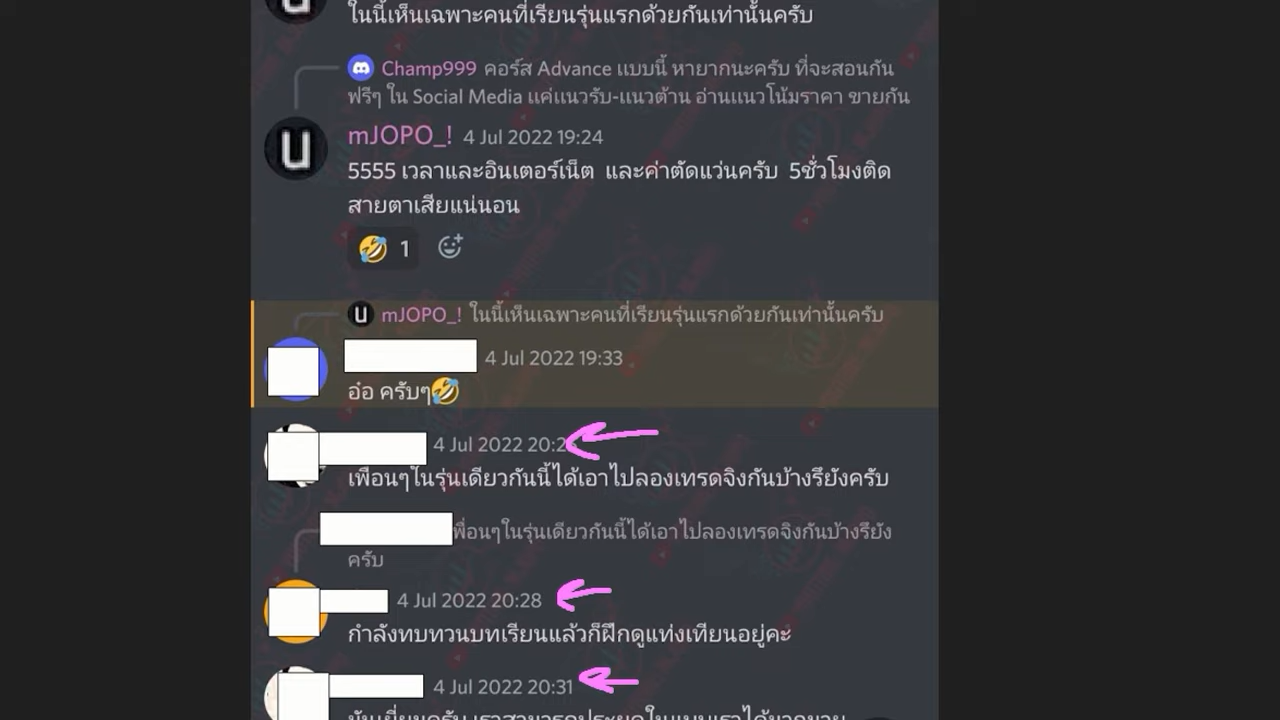 ในนี้เห็นเฉพาะคนที่เรียนรุ่นแรกด้วยกันเท่านั้นครับ
Champ999 คอร์ส Advance แบบนี้ หายากนะครับ ที่จะสอนกัน
ฟรีๆ ใน Social Media แค่แนวรับ-แนวต้าน อ่านแนวโน้มราคา ขายกัน
mJOPO_! 4 Jul 2022 19:24
5555 เวลาและอินเตอร์เน็ต และค่าตัดแว่นครับ 5ชั่วโมงติด
สายตาเสียแน่นอน
🤣 1
mJOPO_! ในนี้เห็นเฉพาะคนที่เรียนรุ่นแรกด้วยกันเท่านั้นครับ
4 Jul 2022 19:33
อ๋อ ครับๆ🤣
4 Jul 2022 20:2
เพื่อนๆในรุ่นเดียวกันนี้ได้เอาไปลองเทรดจิงกันบ้างรึยังครับ
พื่อนๆในรุ่นเดียวกันนี้ได้เอาไปลองเทรดจิงกันบ้างรึยัง
ครับ
4 Jul 2022 20:28
กำลังทบทวนบทเรียนแล้วก็ฝึกดูแท่งเทียนอยู่คะ
4 Jul 2022 20:31